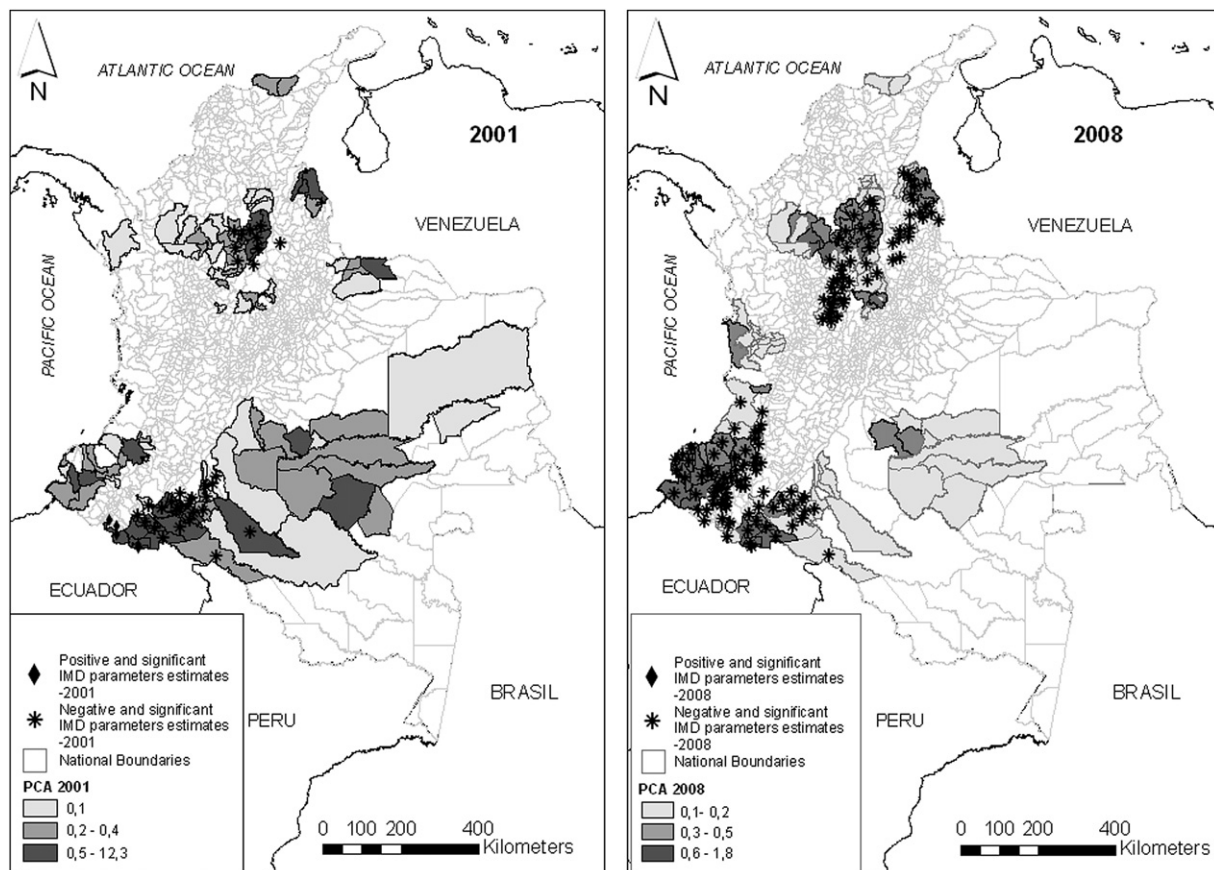 ATLANTIC OCEAN
N
2001
VENEZUELA
PACIFIC OCEAN
ECUADOR
PERU
BRASIL
Positive and significant
IMD parameters estimates
-2001
Negative and significant
IMD parameters estimates
-2001
National Boundaries
PCA 2001
0,1
0,2 - 0,4
0,5 - 12,3
0 100 200 400
Kilometers
ATLANTIC OCEAN
N
2008
VENEZUELA
PACIFIC OCEAN
ECUADOR
PERU
BRASIL
Positive and significant
IMD parameters estimates
-2008
Negative and significant
IMD parameters estimates
-2008
National Boundaries
PCA 2008
0,1- 0,2
0,3 - 0,5
0,6 - 1,8
0 100 200 400
Kilometers